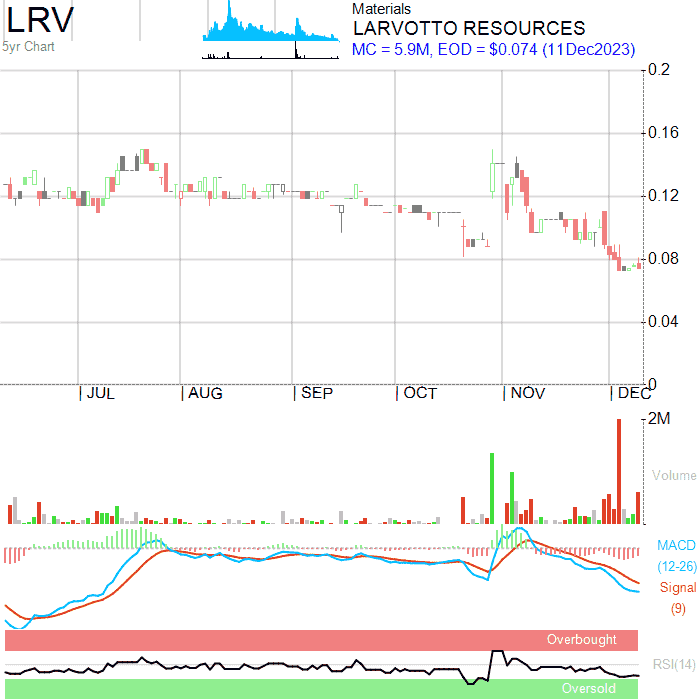 LRV
5yr Chart
Materials
LARVOTTO RESOURCES
MC = 5.9M, EOD = $0.074 (11Dec2023)
0.2
0.16
0.12
0.08
0.04
0
JUL AUG SEP OCT NOV DEC
2M
Volume
MACD
(12-26)
Signal
(9)
Overbought
RSI(14)
Oversold